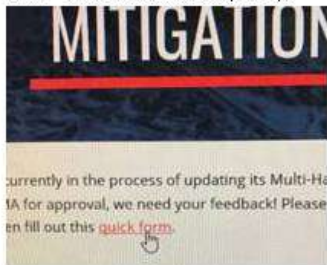 MITIGATION
currently in the process of updating its Multi-Ha
MA for approval, we need your feedback! Please
en fill out this quick form.